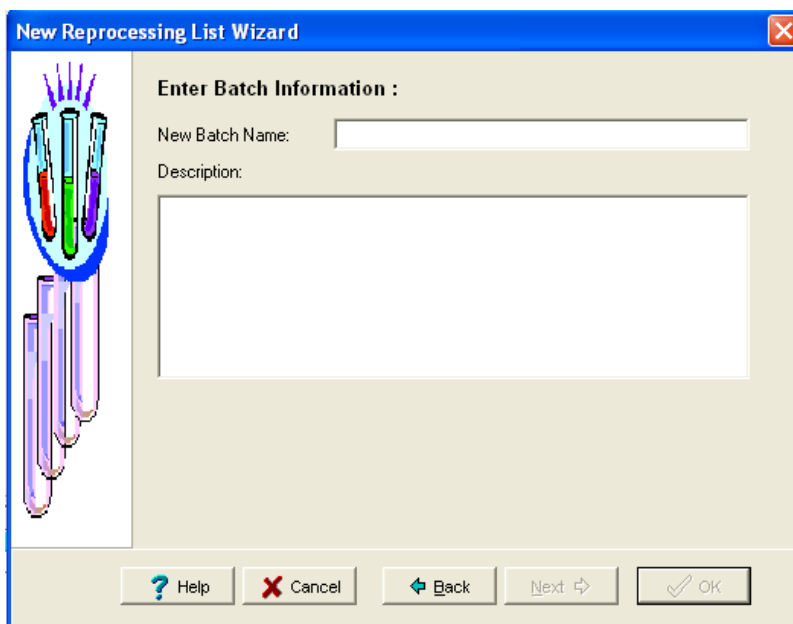 New Reprocessing List Wizard
Enter Batch Information :
New Batch Name:
Description:
? Help
Cancel
Back
Next
OK